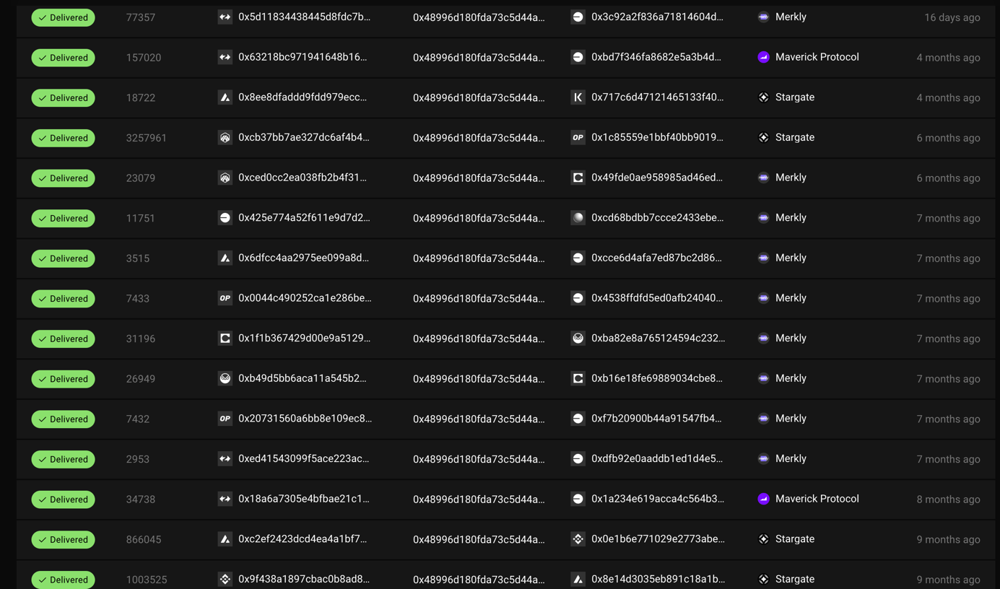 Delivered 77357 0x5d11834438445d8fdc7b... 0x48996d180fda73c5d44a... 0x3c92a2f836a71814604d... Merkly 16 days ago
Delivered 157020 0x63218bc971941648b16... 0x48996d180fda73c5d44a... 0xbd7f346fa8682e5a3b4d... Maverick Protocol 4 months ago
Delivered 18722 0x8ee8dfaddd9fdd979ecc... 0x48996d180fda73c5d44a... 0x717c6d47121465133f40... Stargate 4 months ago
Delivered 3257961 0xcb37bb7ae327dc6af4b4... 0x48996d180fda73c5d44a... OP 0x1c85559e1bbf40bb9019... Stargate 6 months ago
Delivered 23079 0xced0cc2ea038fb2b4f31... 0x48996d180fda73c5d44a... 0x49fde0ae958985ad46ed... Merkly 6 months ago
Delivered 11751 0x425e774a52f611e9d7d2... 0x48996d180fda73c5d44a... 0xcd68bdbb7ccce2433ebe... Merkly 7 months ago
Delivered 3515 0x6dfcc4aa2975ee099a8d... 0x48996d180fda73c5d44a... 0xcce6d4afa7ed87bc2d86... Merkly 7 months ago
Delivered 7433 OP 0x0044c490252ca1e286be... 0x48996d180fda73c5d44a... 0x4538ffdfd5ed0afb24040... Merkly 7 months ago
Delivered 31196 0x1f1b367429d00e9a5129... 0x48996d180fda73c5d44a... 0xba82e8a765124594c232... Merkly 7 months ago
Delivered 26949 0xb49d5bb6aca11a545b2... 0x48996d180fda73c5d44a... 0xb16e18fe69889034cbe8... Merkly 7 months ago
Delivered 7432 OP 0x20731560a6bb8e109ec8... 0x48996d180fda73c5d44a... 0xf7b20900b44a91547fb4... Merkly 7 months ago
Delivered 2953 0xed41543099f5ace223ac... 0x48996d180fda73c5d44a... 0xdfb92e0aaddb1ed1d4e5... Merkly 7 months ago
Delivered 34738 0x18a6a7305e4bfbae21c1... 0x48996d180fda73c5d44a... 0x1a234e619acca4c564b3... Maverick Protocol 8 months ago
Delivered 866045 0xc2ef2423dcd4ea4a1bf7... 0x48996d180fda73c5d44a... 0x0e1b6e771029e2773abe... Stargate 9 months ago
Delivered 1003525 0x9f438a1897cbac0b8ad8... 0x48996d180fda73c5d44a... 0x8e14d3035eb891c18a1b... Stargate 9 months ago